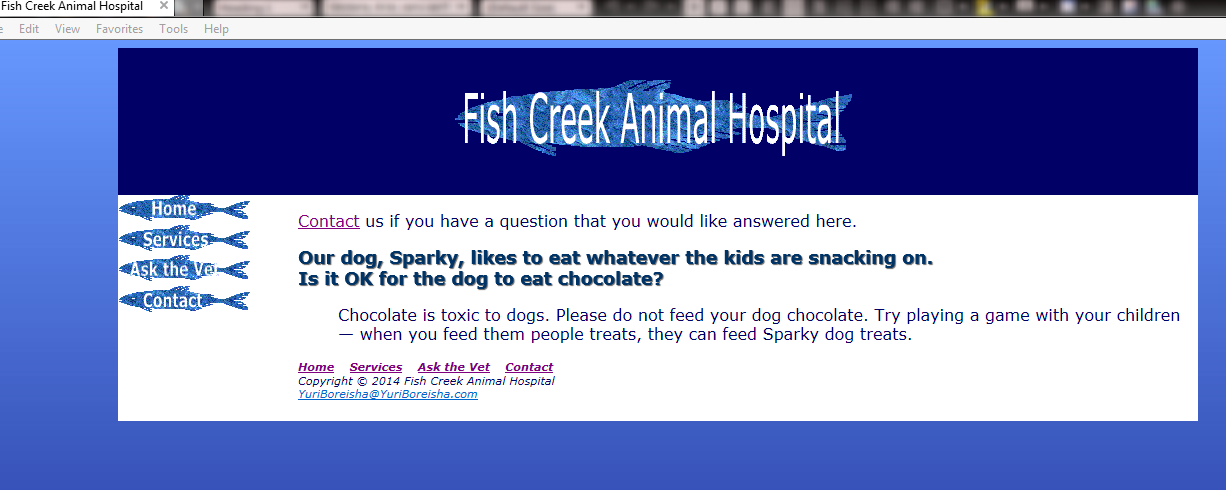 Fish Creek Animal Hospital
Edit View Favorites Tools Help
Fish Creek Animal Hospital
Home
Services
Ask the Vet
Contact
Contact us if you have a question that you would like answered here.
Our dog, Sparky, likes to eat whatever the kids are snacking on.
Is it OK for the dog to eat chocolate?
Chocolate is toxic to dogs. Please do not feed your dog chocolate. Try playing a game with your children
— when you feed them people treats, they can feed Sparky dog treats.
Home Services Ask the Vet Contact
Copyright © 2014 Fish Creek Animal Hospital
YuriBoreisha@YuriBoreisha.com